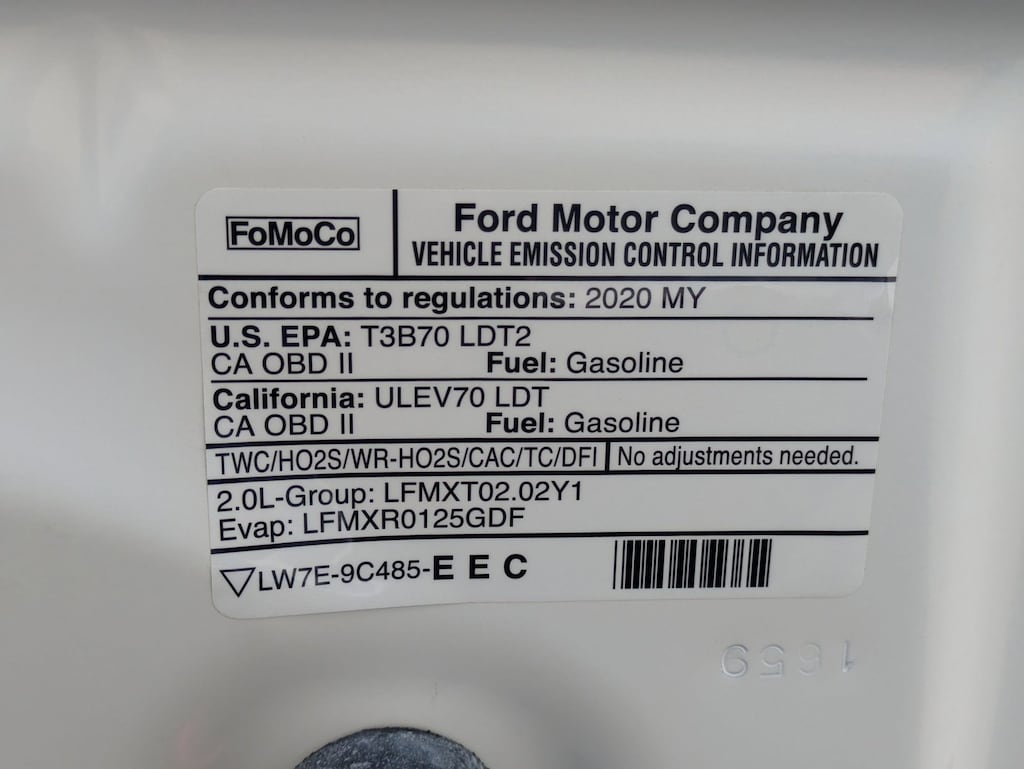 FoMoCo
Ford Motor Company
VEHICLE EMISSION CONTROL INFORMATION
Conforms to regulations: 2020 MY
U.S. EPA: T3B70 LDT2
CA OBD II Fuel: Gasoline
California: ULEV70 LDT
CA OBD II Fuel: Gasoline
TWC/HO2S/WR-HO2S/CAC/TC/DFI No adjustments needed.
2.0L-Group: LFMXT02.02Y1
Evap: LFMXR0125GDF
LW7E-9C485-E E C